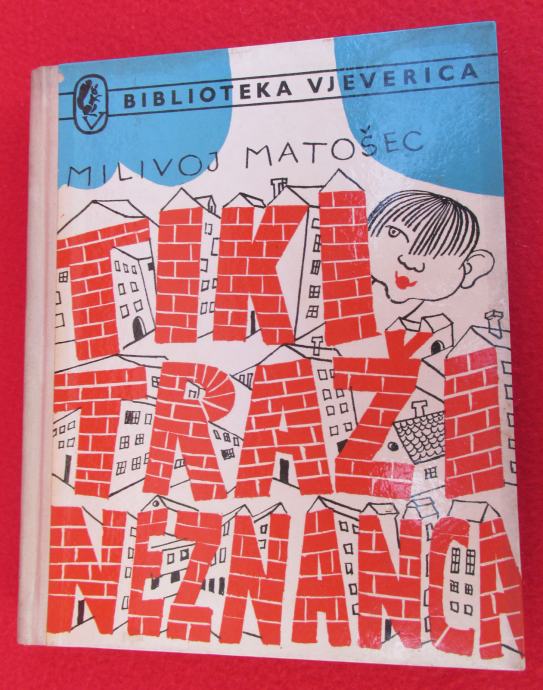 BIBLIOTEKA VJEVERICA
MILIVOJ MATOŠEC
TIKI
TRAŽI
NEZNANCA